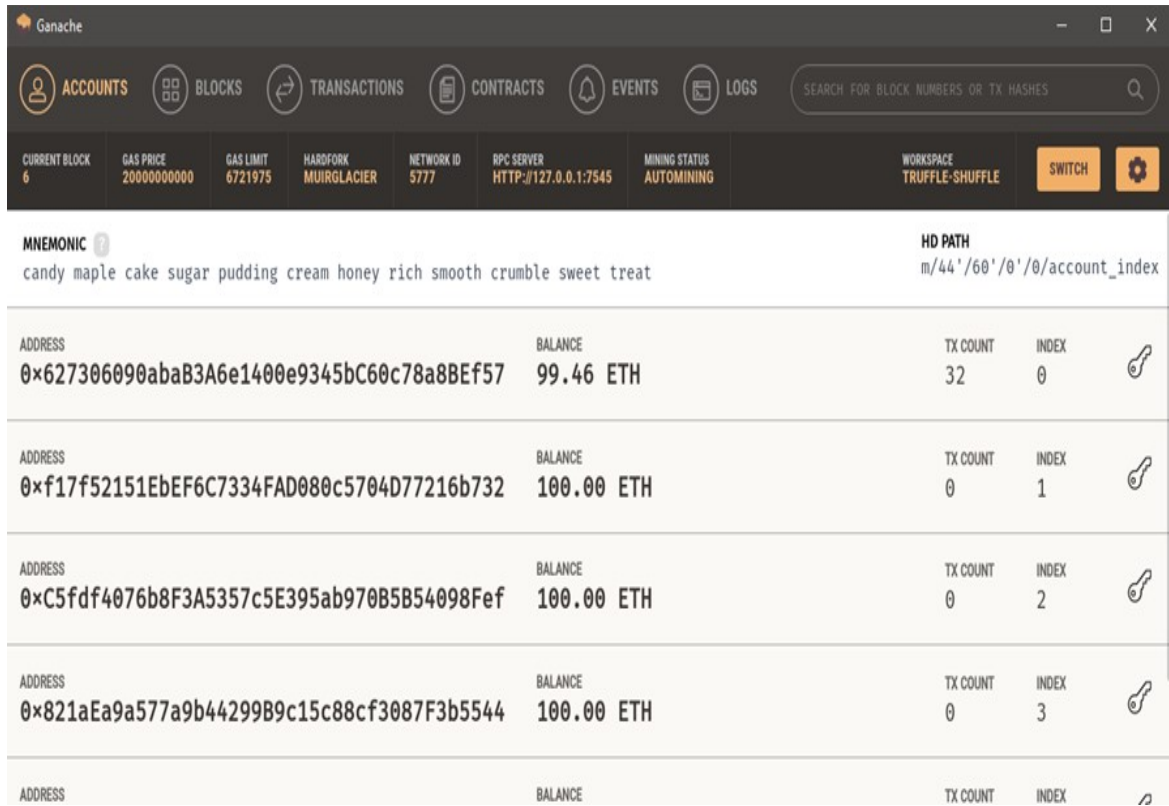 Ganache
ACCOUNTS BLOCKS TRANSACTIONS CONTRACTS EVENTS LOGS SEARCH FOR BLOCK NUMBERS OR TX HASHES
CURRENT BLOCK GAS PRICE GAS LIMIT HARDFORK NETWORK ID RPC SERVER MINING STATUS WORKSPACE
6 20000000000 6721975 MUIRGLACIER 5777 HTTP://127.0.0.1:7545 AUTOMINING TRUFFLE-SHUFFLE SWITCH
MNEMONIC ? HD PATH
candy maple cake sugar pudding cream honey rich smooth crumble sweet treat m/44'/60'/0'/0/account_index
ADDRESS BALANCE TX COUNT INDEX
0×627306090abaB3A6e1400e9345bC60c78a8BEf57 99.46 ETH 32 0
ADDRESS BALANCE TX COUNT INDEX
0×f17f52151EbEF6C7334FAD080c5704D77216b732 100.00 ETH 0 1
ADDRESS BALANCE TX COUNT INDEX
0×C5fdf4076b8F3A5357c5E395ab970B5B54098Fef 100.00 ETH 0 2
ADDRESS BALANCE TX COUNT INDEX
0×821aEa9a577a9b44299B9c15c88cf3087F3b5544 100.00 ETH 0 3
ADDRESS BALANCE TX COUNT INDEX